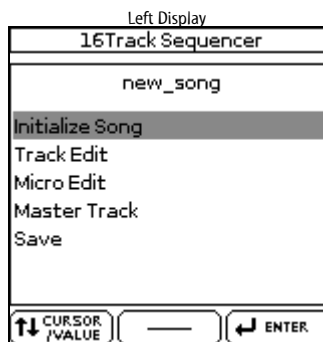 Left Display
16Track Sequencer
new_song
Initialize Song
Track Edit
Micro Edit
Master Track
Save
CURSOR
/VALUE
ENTER